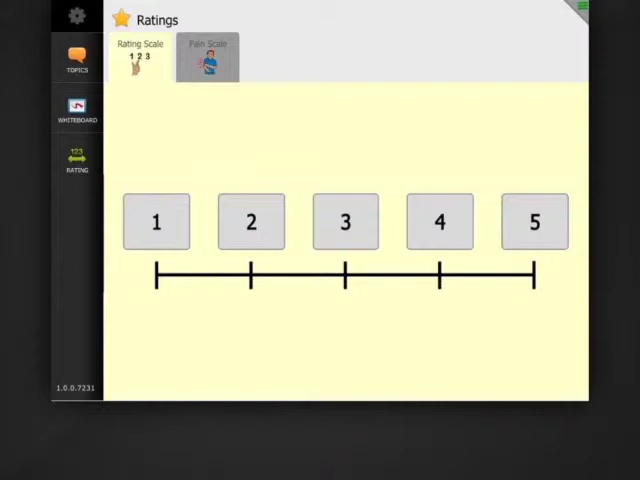 Ratings
Rating Scale
1 2 3
Pain Scale
TOPICS
WHITEBOARD
123
RATING
1 2 3 4 5
1.0.0.7231